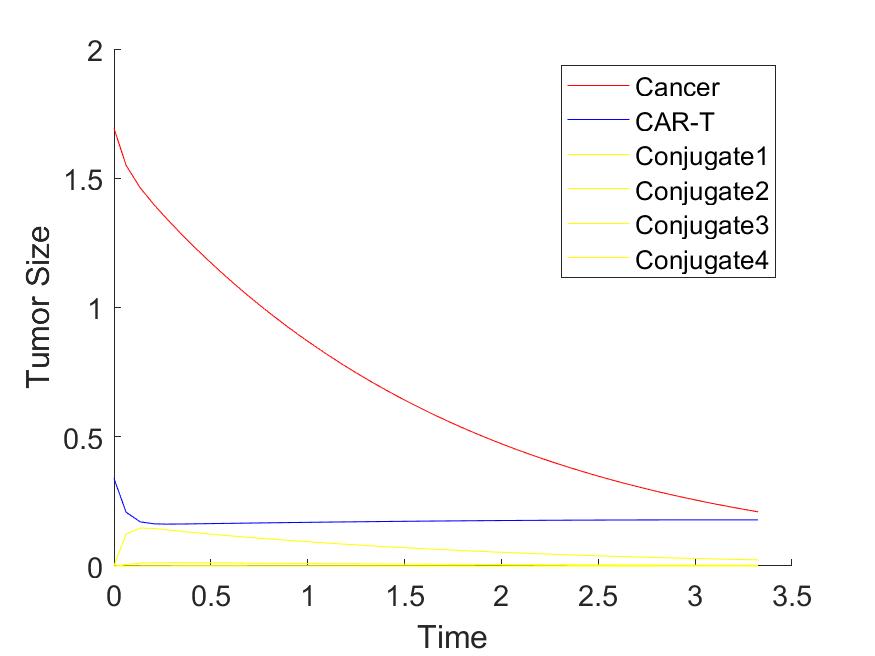 2
1.5
1
0.5
0
Tumor Size
Cancer
CAR-T
Conjugate1
Conjugate2
Conjugate3
Conjugate4
0 0.5 1 1.5 2 2.5 3 3.5
Time